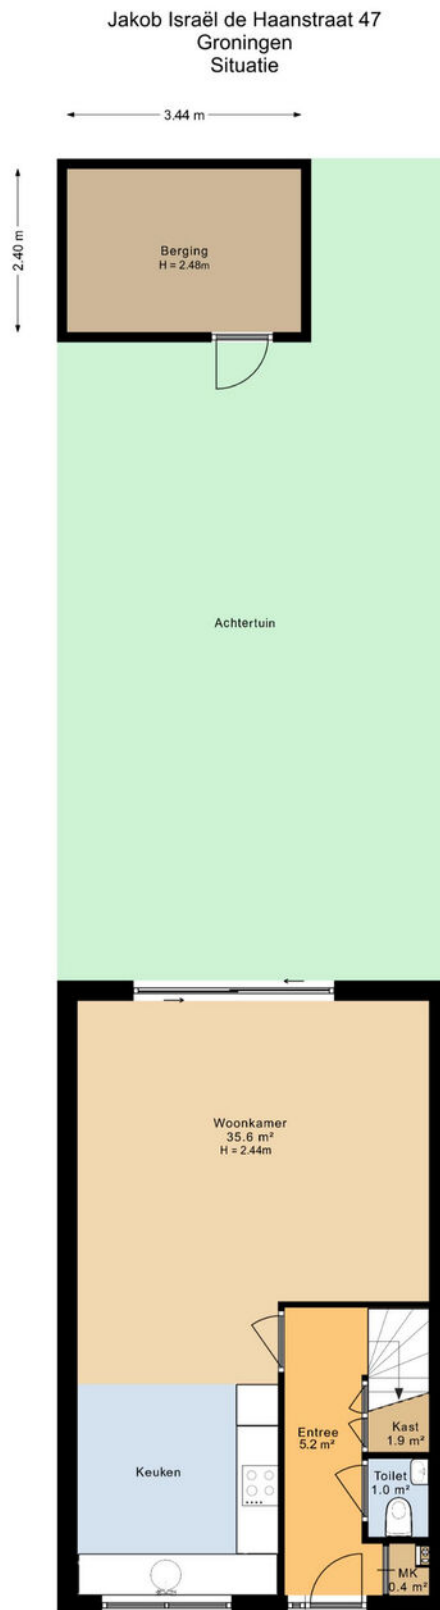 Jakob Israël de Haanstraat 47
Groningen
Situatie
3.44 m
2.40 m
Berging
H = 2.48m
Achtertuin
Woonkamer
35.6 m²
H = 2.44m
Entree
5.2 m²
Kast
1.9 m²
Keuken
Toilet
1.0 m²
MK
0.4 m²